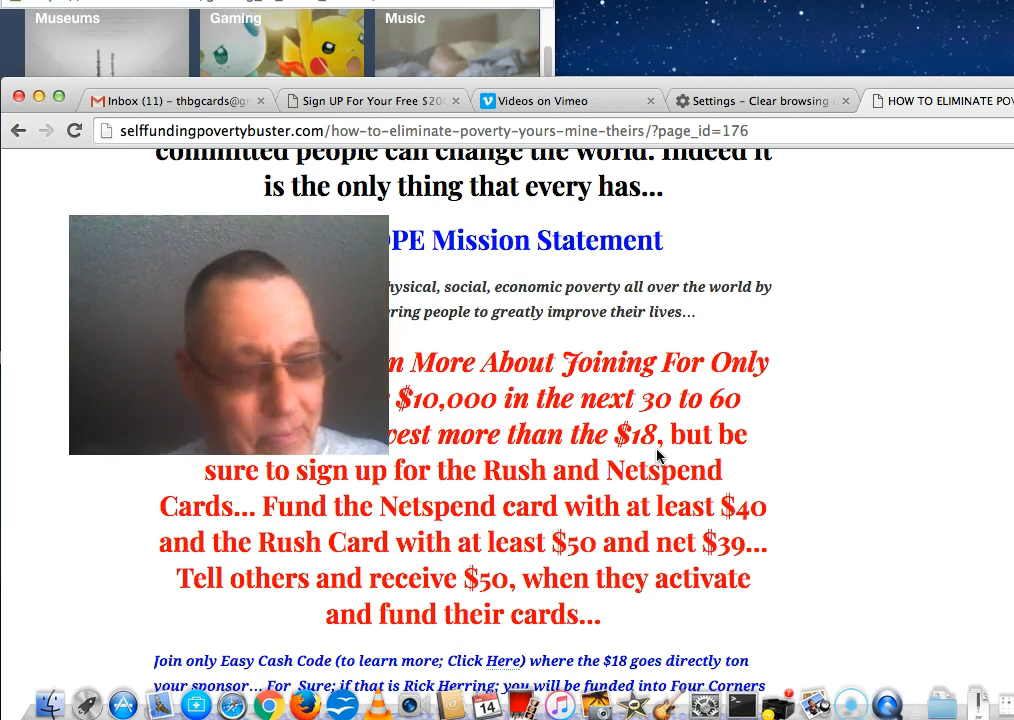 Museums
Gaming
Music
Inbox (11) - thbgcards@g
Sign UP For Your Free $20
Videos on Vimeo
Settings - Clear browsing
HOW TO ELIMINATE POV
selffundingpovertybuster.com/how-to-eliminate-poverty-yours-mine-theirs/?page_id=176
committed people can change the world. Indeed it
is the only thing that every has...
OPE Mission Statement
hysical, social, economic poverty all over the world by
ering people to greatly improve their lives...
n More About Joining For Only
$10,000 in the next 30 to 60
vest more than the $18, but be
sure to sign up for the Rush and Netspend
Cards... Fund the Netspend card with at least $40
and the Rush Card with at least $50 and net $39...
Tell others and receive $50, when they activate
and fund their cards...
Join only Easy Cash Code (to learn more; Click Here) where the $18 goes directly ton
your sponsor... For Sure; if that is Rick Herring; you will be funded into Four Corners
14